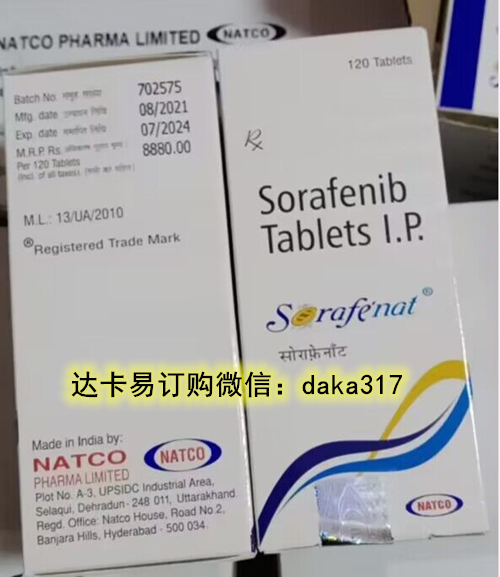 NATCO PHARMA LIMITED NATCO
Batch No. 702575
Mfg. date 08/2021
Exp. date 07/2024
M.R.P. Rs. 8880.00
Per 120 Tablets
(Incl. of all taxes)
M.L.: 13/UA/2010
®Registered Trade Mark
Made in India by:
NATCO
PHARMA LIMITED
NATCO
Plot No. A-3, UPSIDC Industrial Area,
Selaqui, Dehradun - 248 011, Uttarakhand.
Regd. Office: Natco House, Road No.2,
Banjara Hills, Hyderabad - 500 034.
120 Tablets
Rx
Sorafenib
Tablets I.P.
Sorafenat®
सोराफ़ेनॅट
NATCO
达卡易订购微信：daka317